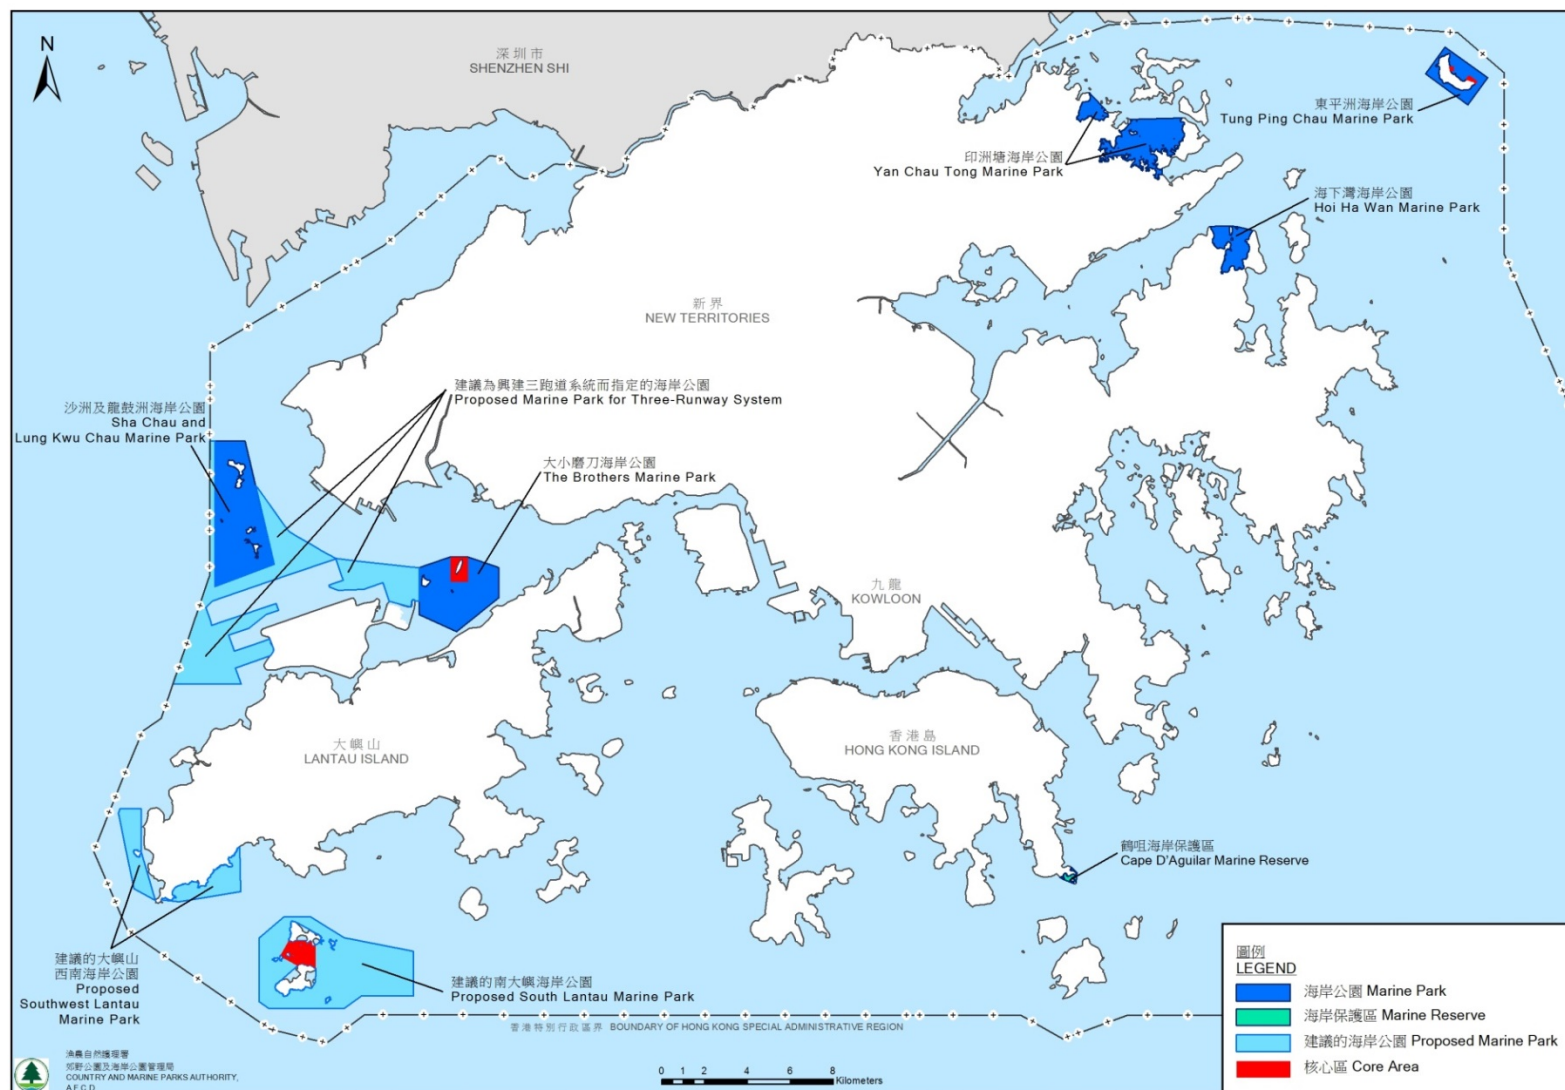 N
深圳市
SHENZHEN SHI
東平洲海岸公園
Tung Ping Chau Marine Park
印洲塘海岸公園
Yan Chau Tong Marine Park
海下灣海岸公園
Hoi Ha Wan Marine Park
新界
NEW TERRITORIES
建議為興建三跑道系統而指定的海岸公園
Proposed Marine Park for Three-Runway System
沙洲及龍鼓洲海岸公園
Sha Chau and
Lung Kwu Chau Marine Park
大小磨刀海岸公園
The Brothers Marine Park
九龍
KOWLOON
大嶼山
LANTAU ISLAND
香港島
HONG KONG ISLAND
鶴咀海岸保護區
Cape D'Aguilar Marine Reserve
建議的大嶼山
西南海岸公園
Proposed
Southwest Lantau
Marine Park
建議的南大嶼海岸公園
Proposed South Lantau Marine Park
香港特別行政區界 BOUNDARY OF HONG KONG SPECIAL ADMINISTRATIVE REGION
圖例
LEGEND
海岸公園 Marine Park
海岸保護區 Marine Reserve
建議的海岸公園 Proposed Marine Park
核心區 Core Area
漁農自然護理署
郊野公園及海岸公園管理局
COUNTRY AND MARINE PARKS AUTHORITY,
A.F.C.D.
0 1 2 4 6 8
Kilometers